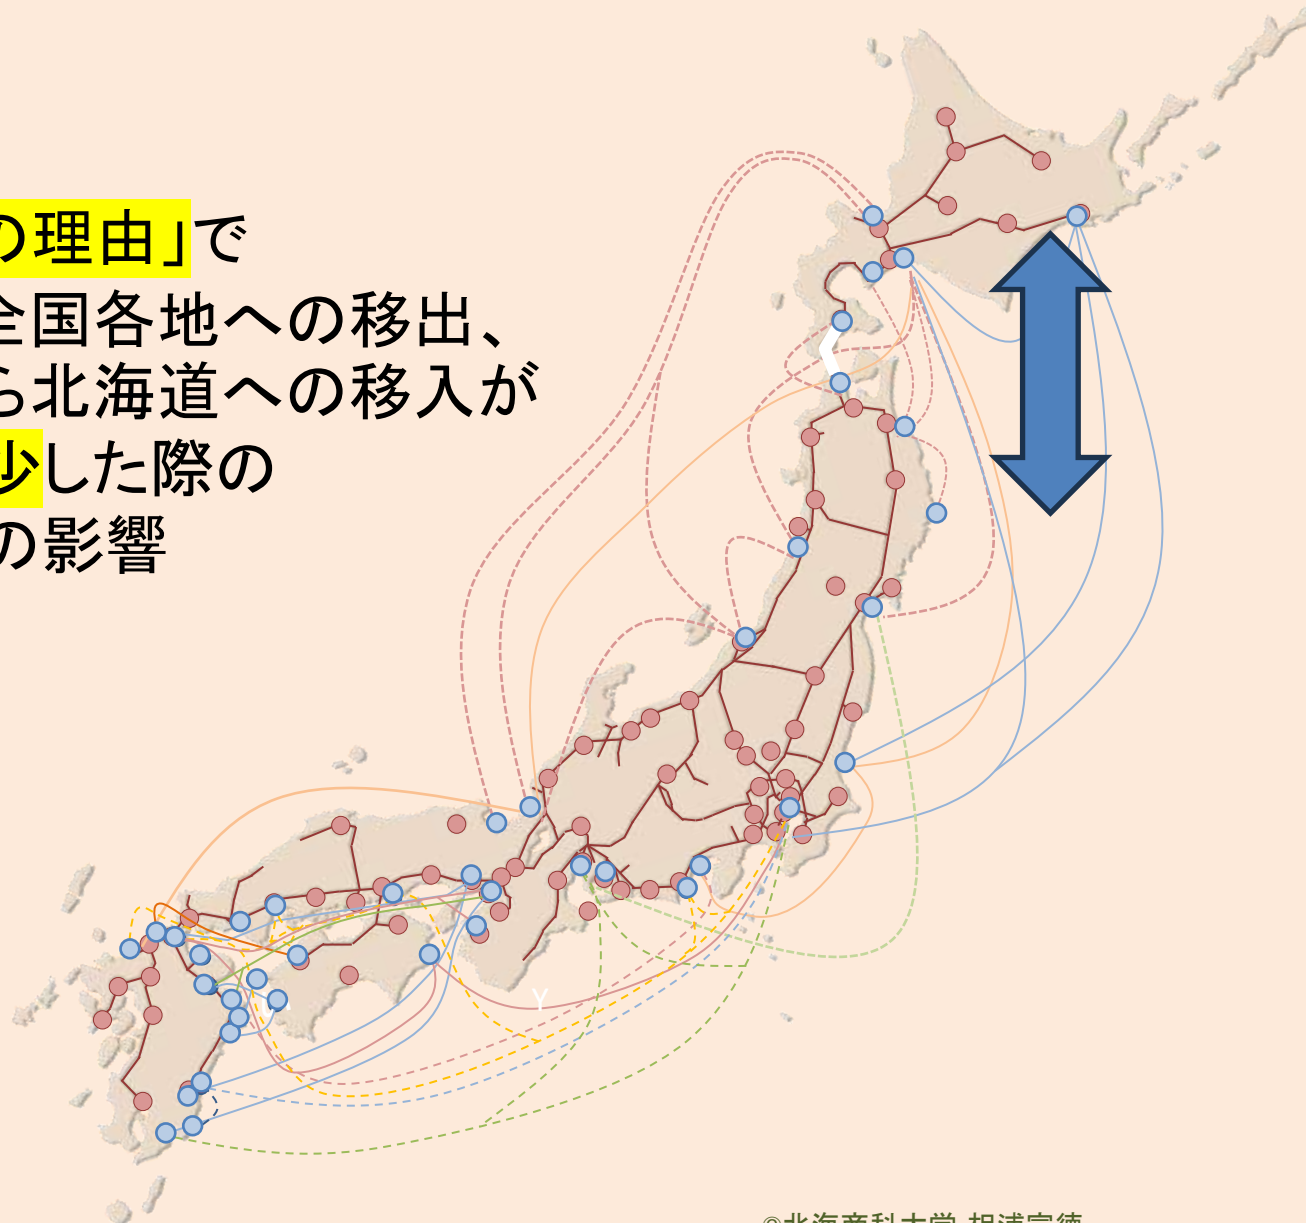 の理由」で
全国各地への移出、
ら北海道への移入が
少した際の
の影響
Y
©北海商科大学 相浦宣徳